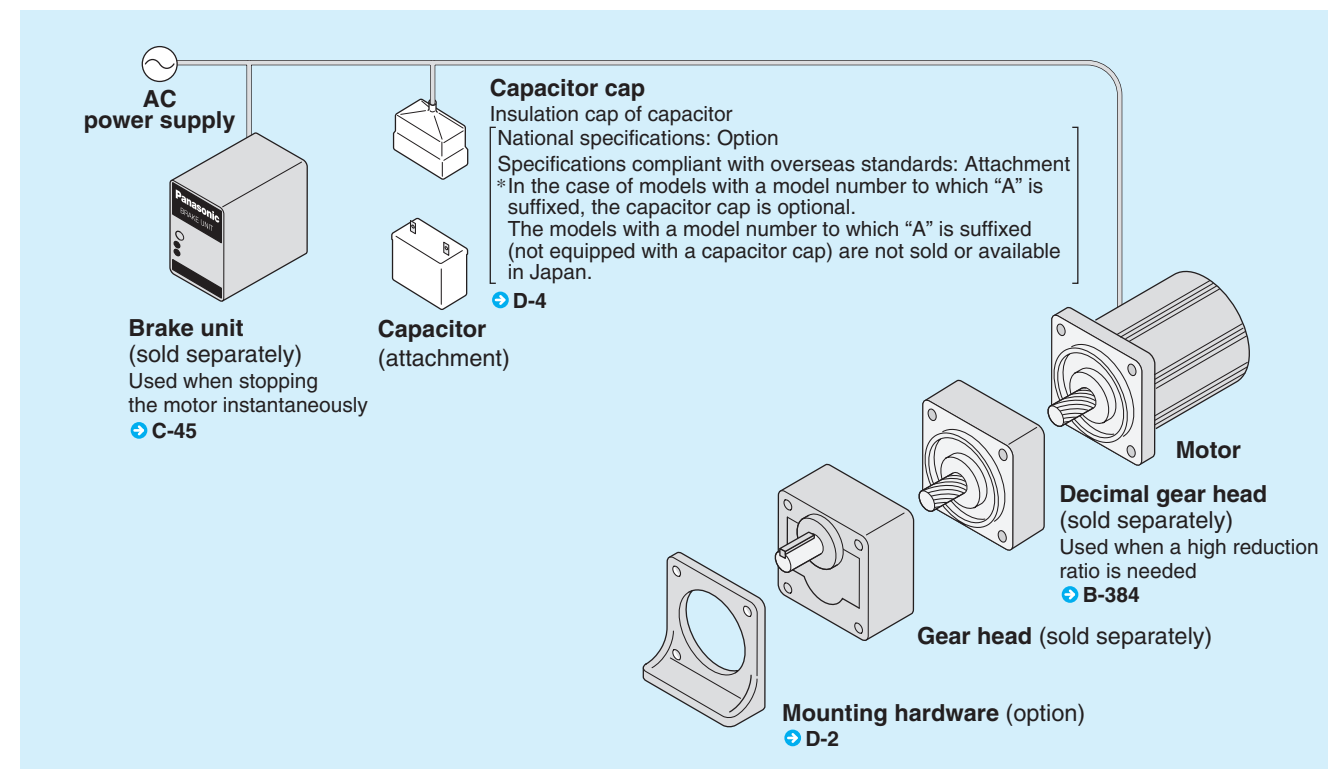 AC
power supply
Capacitor cap
Insulation cap of capacitor
National specifications: Option
Specifications compliant with overseas standards: Attachment
*In the case of models with a model number to which “A” is
suffixed, the capacitor cap is optional.
The models with a model number to which “A” is suffixed
(not equipped with a capacitor cap) are not sold or available
in Japan.
D-4
Panasonic
BRAKE UNIT
Brake unit
(sold separately)
Used when stopping
the motor instantaneously
C-45
Capacitor
(attachment)
Motor
Decimal gear head
(sold separately)
Used when a high reduction
ratio is needed
B-384
Gear head (sold separately)
Mounting hardware (option)
D-2